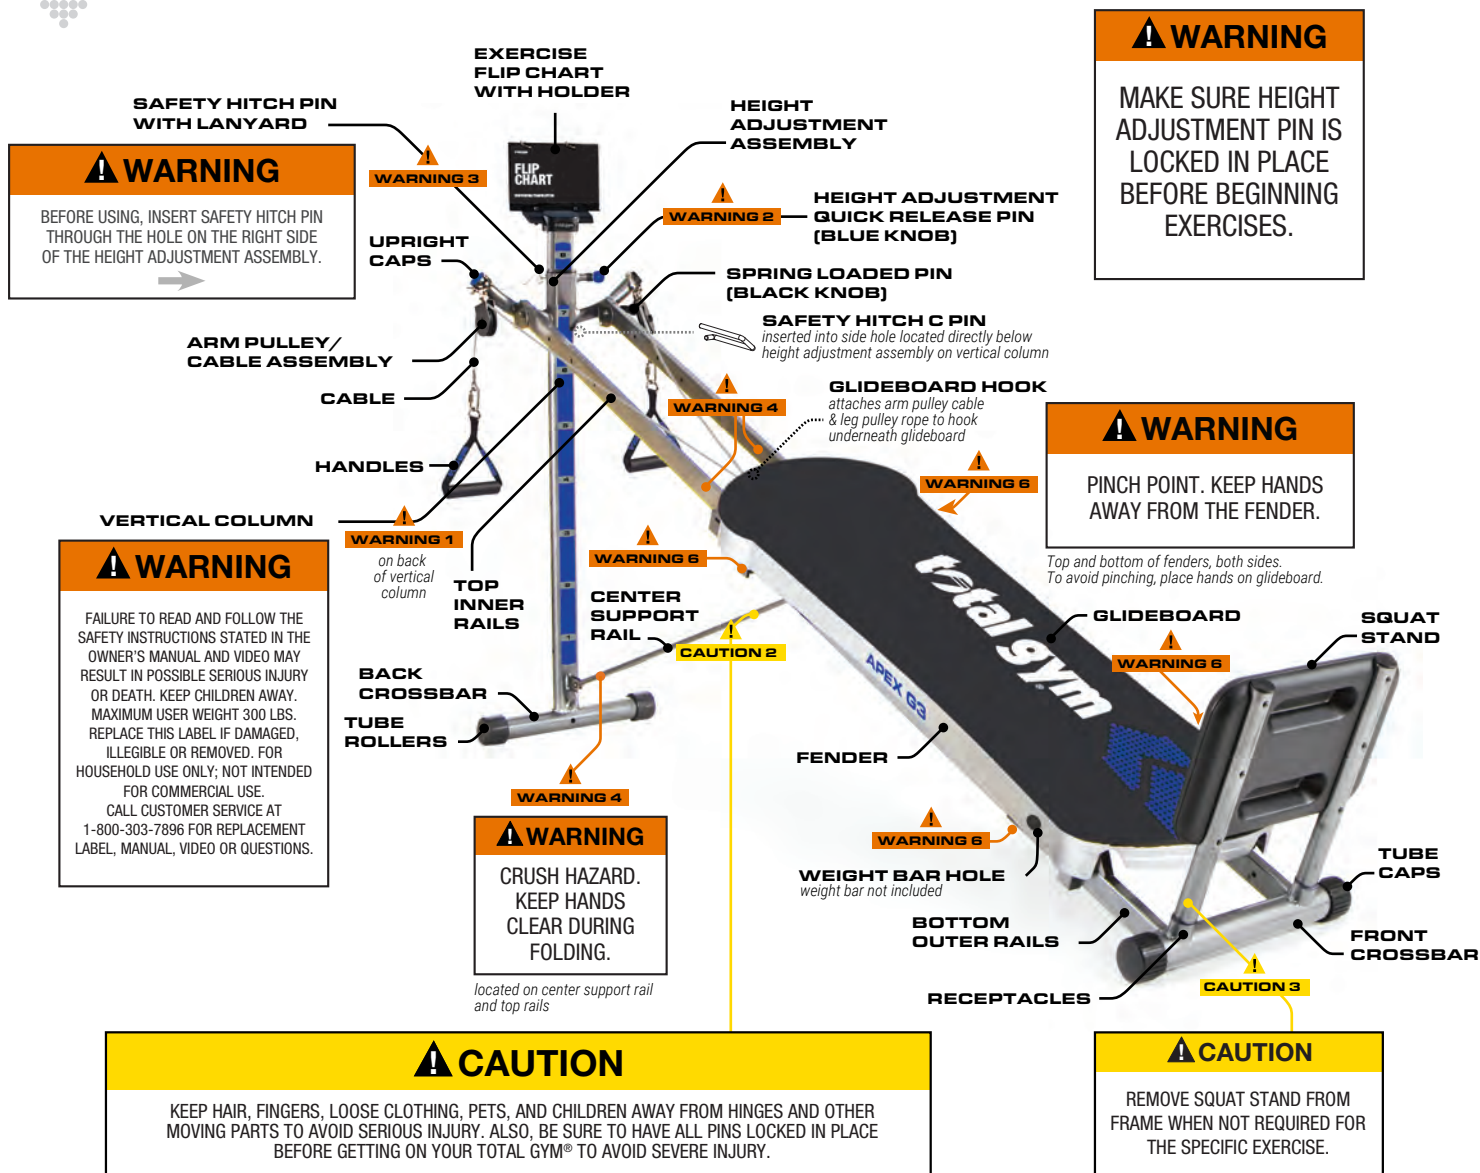 EXERCISE
FLIP CHART
WITH HOLDER
SAFETY HITCH PIN
WITH LANYARD
HEIGHT
ADJUSTMENT
ASSEMBLY
WARNING
MAKE SURE HEIGHT
ADJUSTMENT PIN IS
LOCKED IN PLACE
BEFORE BEGINNING
EXERCISES.
WARNING
BEFORE USING, INSERT SAFETY HITCH PIN
THROUGH THE HOLE ON THE RIGHT SIDE
OF THE HEIGHT ADJUSTMENT ASSEMBLY.
WARNING 3
FLIP
CHART
WARNING 2
HEIGHT ADJUSTMENT
QUICK RELEASE PIN
(BLUE KNOB)
UPRIGHT
CAPS
SPRING LOADED PIN
(BLACK KNOB)
SAFETY HITCH C PIN
inserted into side hole located directly below
height adjustment assembly on vertical column
ARM PULLEY/
CABLE ASSEMBLY
CABLE
GLIDEBOARD HOOK
attaches arm pulley cable
& leg pulley rope to hook
underneath glideboard
WARNING 4
HANDLES
WARNING
PINCH POINT. KEEP HANDS
AWAY FROM THE FENDER.
Top and bottom of fenders, both sides.
To avoid pinching, place hands on glideboard.
WARNING 6
VERTICAL COLUMN
WARNING 1
on back
of vertical
column
WARNING
FAILURE TO READ AND FOLLOW THE
SAFETY INSTRUCTIONS STATED IN THE
OWNER'S MANUAL AND VIDEO MAY
RESULT IN POSSIBLE SERIOUS INJURY
OR DEATH. KEEP CHILDREN AWAY.
MAXIMUM USER WEIGHT 300 LBS.
REPLACE THIS LABEL IF DAMAGED,
ILLEGIBLE OR REMOVED. FOR
HOUSEHOLD USE ONLY; NOT INTENDED
FOR COMMERCIAL USE.
CALL CUSTOMER SERVICE AT
1-800-303-7896 FOR REPLACEMENT
LABEL, MANUAL, VIDEO OR QUESTIONS.
TOP
INNER
RAILS
WARNING 6
CENTER
SUPPORT
RAIL
CAUTION 2
total gym
APEX G3
GLIDEBOARD
SQUAT
STAND
WARNING 6
BACK
CROSSBAR
TUBE
ROLLERS
FENDER
WARNING 4
WARNING
CRUSH HAZARD.
KEEP HANDS
CLEAR DURING
FOLDING.
located on center support rail
and top rails
WARNING 6
WEIGHT BAR HOLE
weight bar not included
TUBE
CAPS
BOTTOM
OUTER RAILS
FRONT
CROSSBAR
RECEPTACLES
CAUTION 3
CAUTION
KEEP HAIR, FINGERS, LOOSE CLOTHING, PETS, AND CHILDREN AWAY FROM HINGES AND OTHER
MOVING PARTS TO AVOID SERIOUS INJURY. ALSO, BE SURE TO HAVE ALL PINS LOCKED IN PLACE
BEFORE GETTING ON YOUR TOTAL GYM® TO AVOID SEVERE INJURY.
CAUTION
REMOVE SQUAT STAND FROM
FRAME WHEN NOT REQUIRED FOR
THE SPECIFIC EXERCISE.